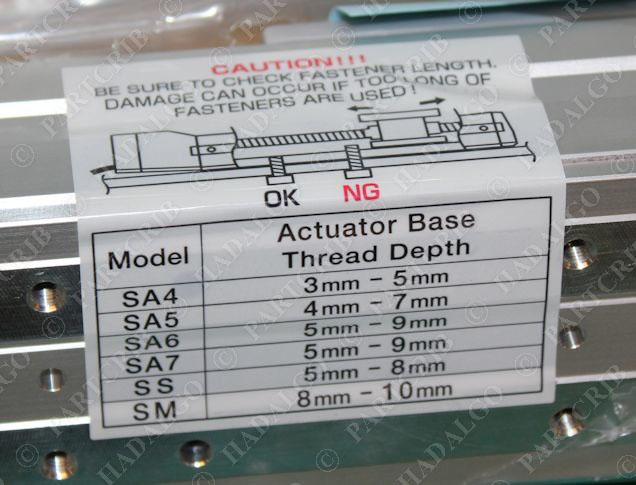 CAUTION!!!
BE SURE TO CHECK FASTENER LENGTH.
DAMAGE CAN OCCUR IF TOO LONG OF
FASTENERS ARE USED!
OK NG
Model Actuator Base Thread Depth
SA4 3mm – 5mm
SA5 4mm – 7mm
SA6 5mm – 9mm
SA7 5mm – 9mm
SS 5mm – 8mm
SM 8mm – 10mm
© PARTCRIB
© HADALGO